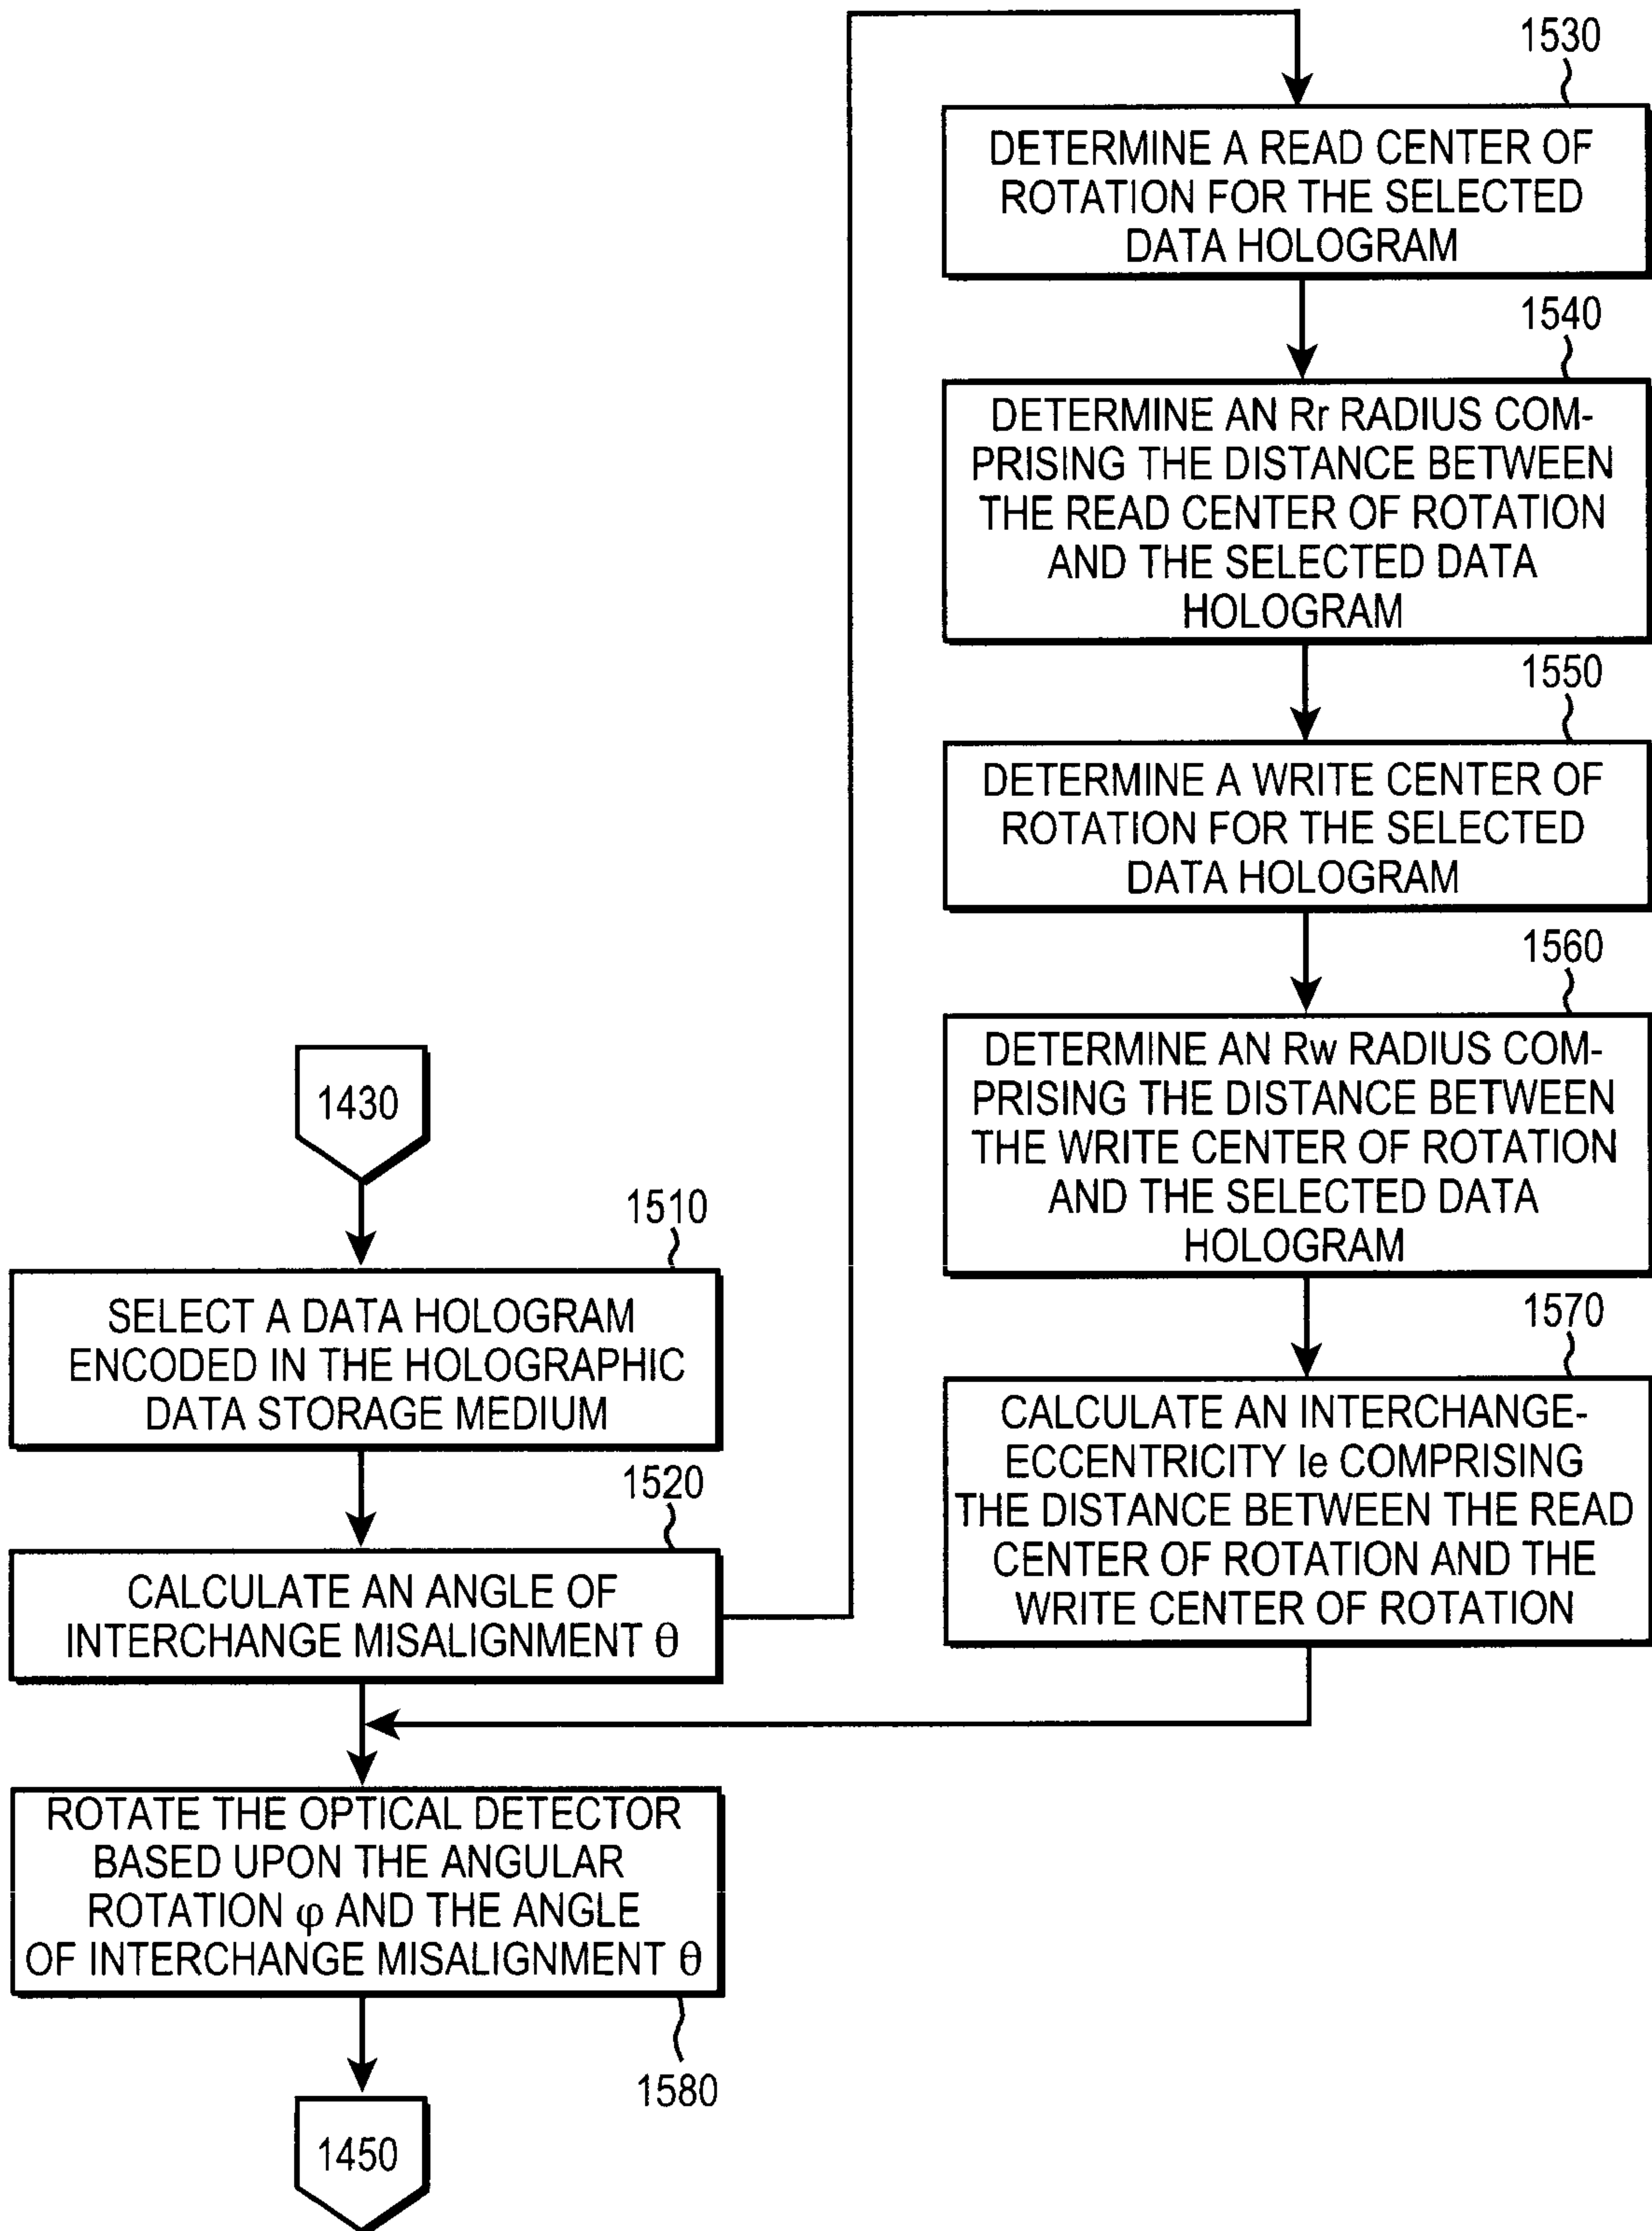 1430
1510
SELECT A DATA HOLOGRAM
ENCODED IN THE HOLOGRAPHIC
DATA STORAGE MEDIUM
1520
CALCULATE AN ANGLE OF
INTERCHANGE MISALIGNMENT θ
1530
DETERMINE A READ CENTER OF
ROTATION FOR THE SELECTED
DATA HOLOGRAM
1540
DETERMINE AN Rr RADIUS COM-
PRISING THE DISTANCE BETWEEN
THE READ CENTER OF ROTATION
AND THE SELECTED DATA
HOLOGRAM
1550
DETERMINE A WRITE CENTER OF
ROTATION FOR THE SELECTED
DATA HOLOGRAM
1560
DETERMINE AN Rw RADIUS COM-
PRISING THE DISTANCE BETWEEN
THE WRITE CENTER OF ROTATION
AND THE SELECTED DATA
HOLOGRAM
1570
CALCULATE AN INTERCHANGE-
ECCENTRICITY Ie COMPRISING
THE DISTANCE BETWEEN THE READ
CENTER OF ROTATION AND THE
WRITE CENTER OF ROTATION
ROTATE THE OPTICAL DETECTOR
BASED UPON THE ANGULAR
ROTATION φ AND THE ANGLE
OF INTERCHANGE MISALIGNMENT θ
1580
1450